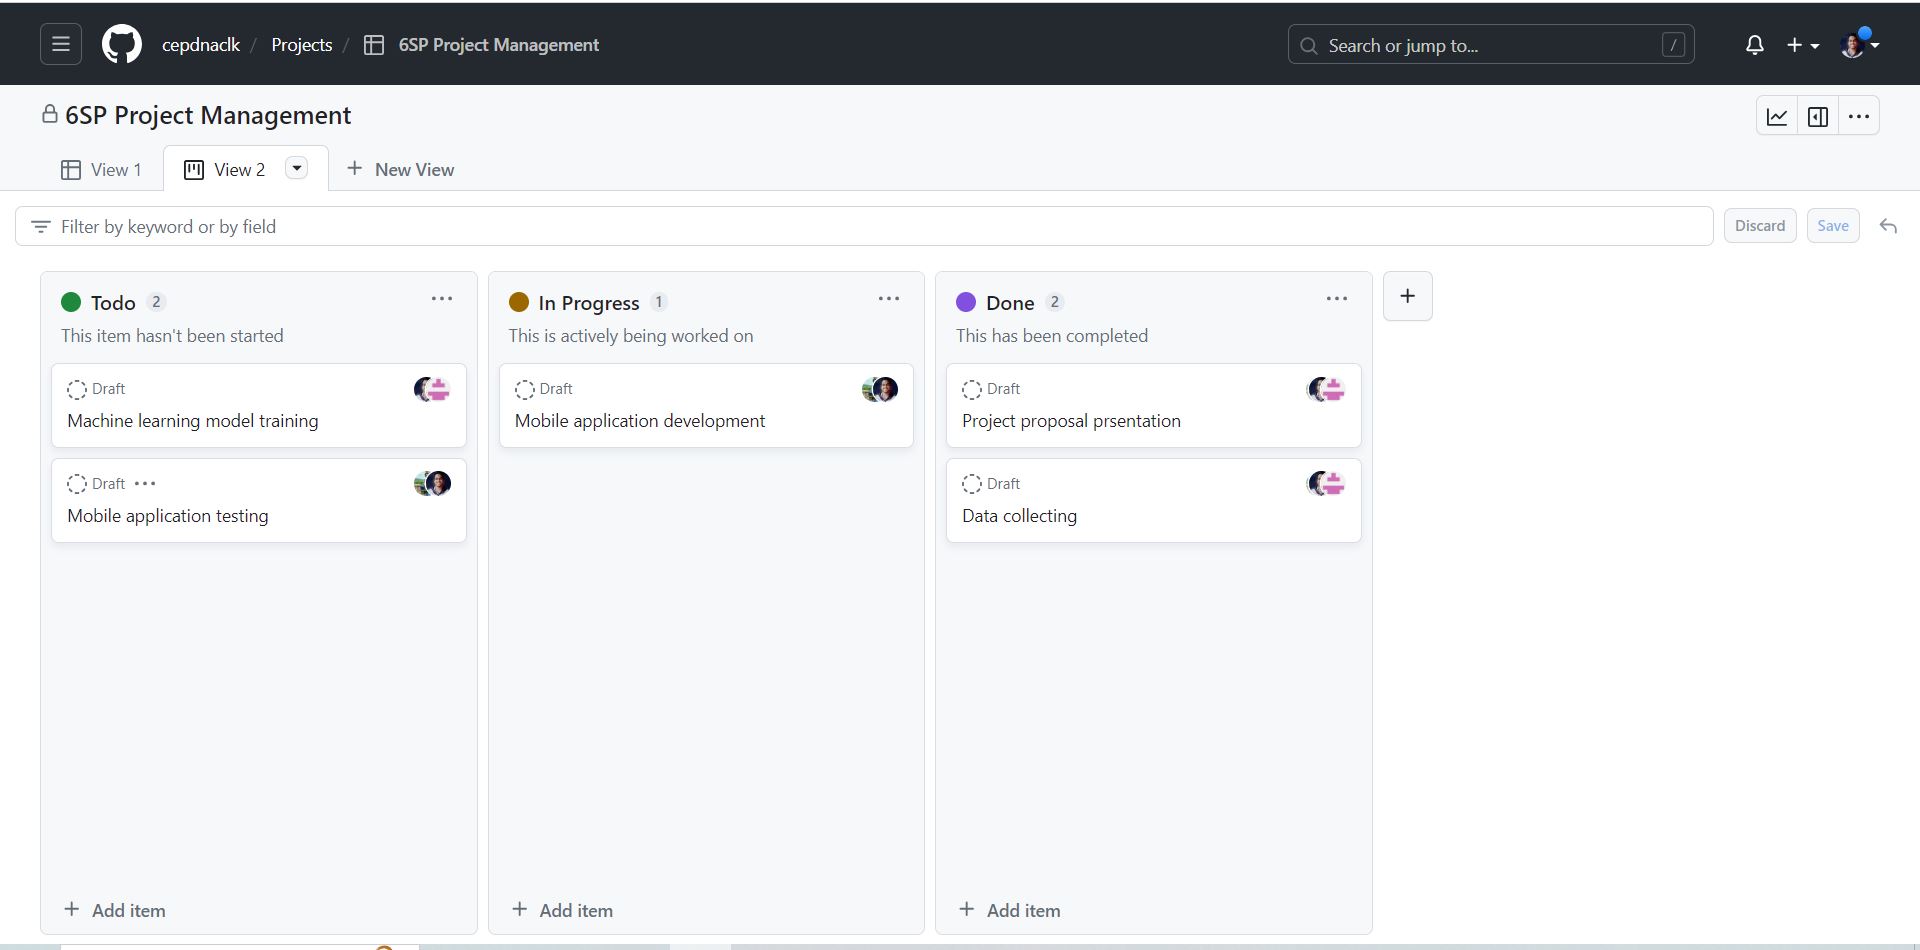 cepdnaclk / Projects / 6SP Project Management
Search or jump to... /
6SP Project Management
View 1
View 2
New View
Filter by keyword or by field
Discard
Save
Todo 2
This item hasn't been started
Draft
Machine learning model training
Draft
Mobile application testing
Add item
In Progress 1
This is actively being worked on
Draft
Mobile application development
Add item
Done 2
This has been completed
Draft
Project proposal prsentation
Draft
Data collecting
Add item